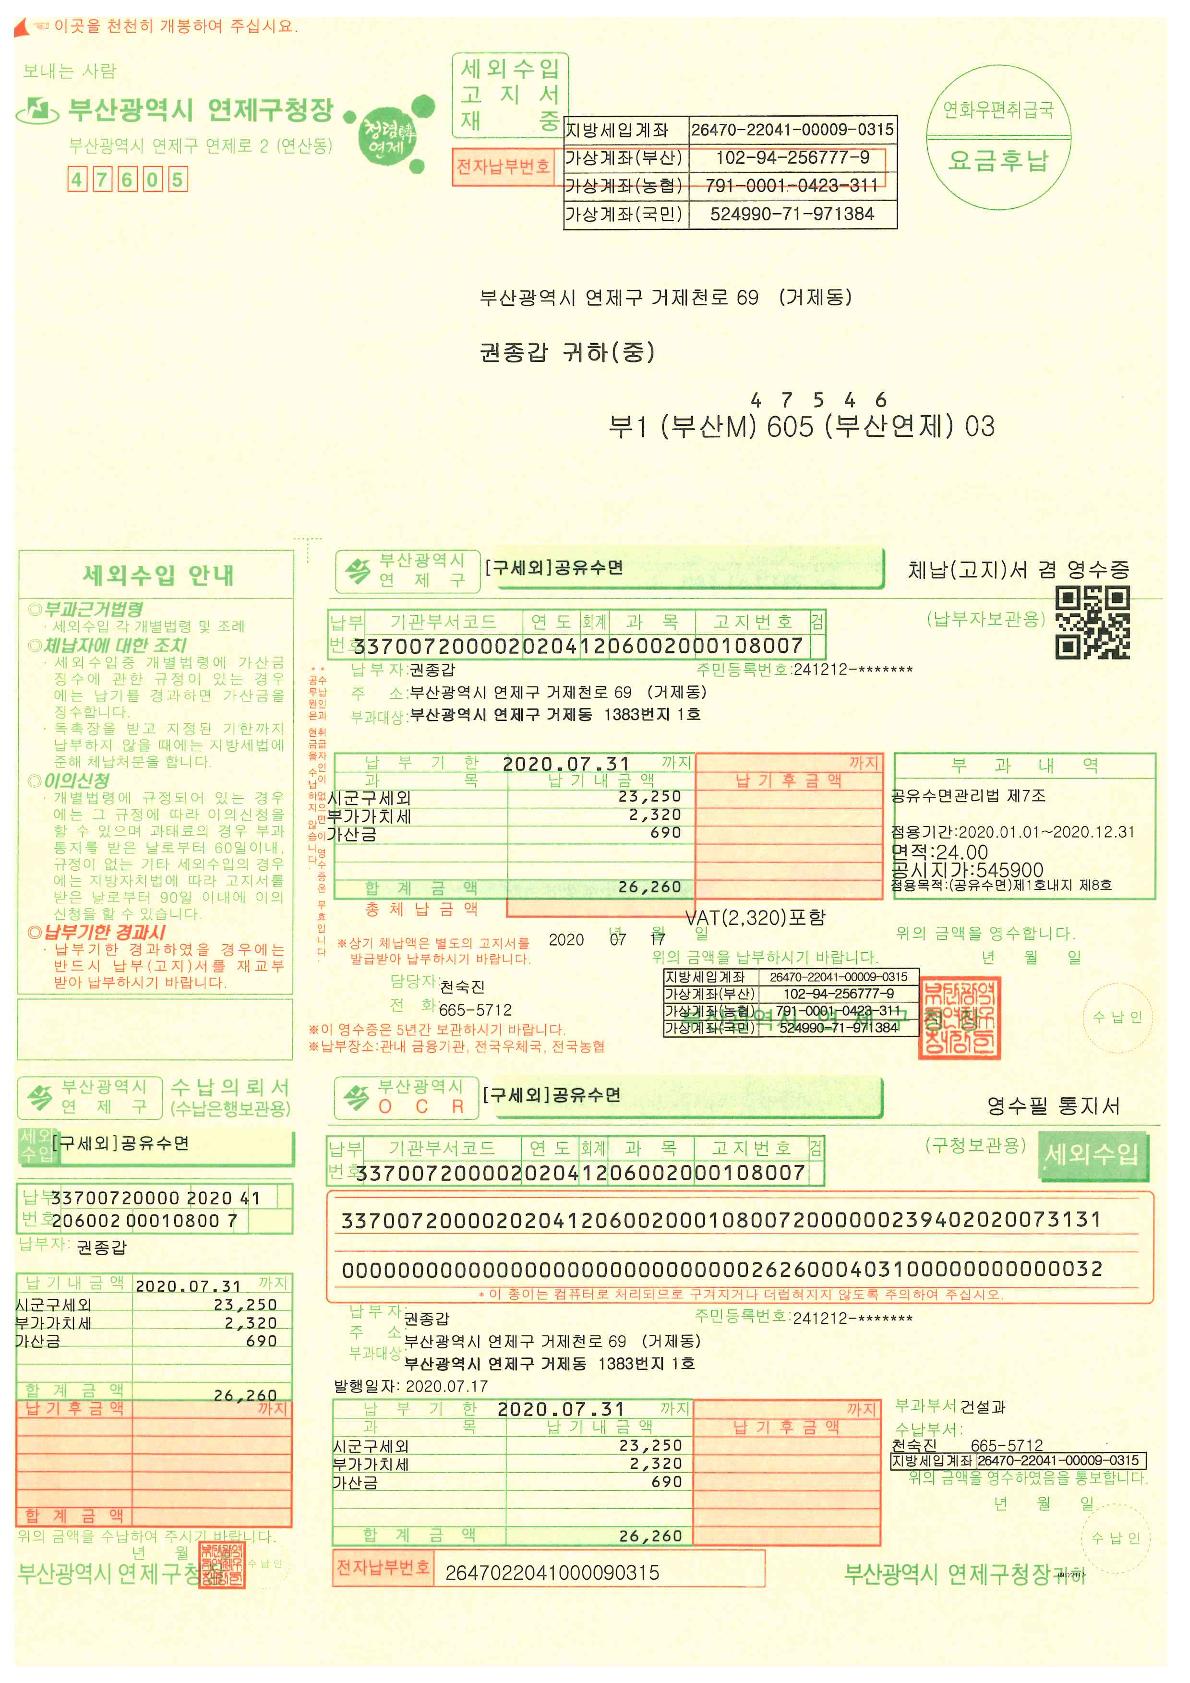 이곳을 천천히 개봉하여 주십시요.
보내는 사람
부산광역시 연제구청장
부산광역시 연제구 연제로 2 (연산동)
4 7 6 0 5
청렴 연제
세외수입
고지서
재중
전자납부번호
지방세입계좌 26470-22041-00009-0315
가상계좌(부산) 102-94-256777-9
가상계좌(농협) 791-0001-0423-311
가상계좌(국민) 524990-71-971384
연화우편취급국
요금후납
부산광역시 연제구 거제천로 69 (거제동)
권종갑 귀하(중)
4 7 5 4 6
부1 (부산M) 605 (부산연제) 03
세외수입 안내
◎부과근거법령
· 세외수입 각 개별법령 및 조례
◎체납자에 대한 조치
· 세외수입중 개별법령에 가산금
징수에 관한 규정이 있는 경우
에는 납기를 경과하면 가산금을
징수합니다.
· 독촉장을 받고 지정된 기한까지
납부하지 않을 때에는 지방세법에
준해 체납처분을 합니다.
◎이의신청
· 개별법령에 규정되어 있는 경우
에는 그 규정에 따라 이의신청을
할 수 있으며 과태료의 경우 부과
통지를 받은 날로부터 60일이내,
규정이 없는 기타 세외수입의 경우
에는 지방자치법에 따라 고지서를
받은 날로부터 90일 이내에 이의
신청을 할 수 있습니다.
◎납부기한 경과시
· 납부기한 경과하였을 경우에는
반드시 납부(고지)서를 재교부
받아 납부하시기 바랍니다.
부산광역시 연제구
[구세외]공유수면
체납(고지)서 겸 영수증
(납부자보관용)
납부번호 기관부서코드 연도 회계 과목 고지번호 검
3370072000020204120600200010800​7
납부자:권종갑 주민등록번호:241212-*******
주 소:부산광역시 연제구 거제천로 69 (거제동)
부과대상:부산광역시 연제구 거제동 1383번지 1호
납부기한 2020.07.31 까지 까지
과목 납기내금액 납기후금액
시군구세외 23,250
부가가치세 2,320
가산금 690
합계금액 26,260
총체납금액
부과내역
공유수면관리법 제7조
점용기간:2020.01.01~2020.12.31
면적:24.00
공시지가:545900
점용목적:(공유수면)제1호내지 제8호
VAT(2,320)포함
※상기 체납액은 별도의 고지서를
발급받아 납부하시기 바랍니다.
2020 년 07 월 17 일
위의 금액을 납부하시기 바랍니다.
위의 금액을 영수합니다.
년 월 일
담당자:천숙진
전 화:665-5712
지방세입계좌 26470-22041-00009-0315
가상계좌(부산) 102-94-256777-9
가상계좌(농협) 791-0001-0423-311
가상계좌(국민) 524990-71-971384
부산광역시 연제구청장
수납인
※이 영수증은 5년간 보관하시기 바랍니다.
※납부장소:관내 금융기관, 전국우체국, 전국농협
부산광역시 연제구
수납의뢰서
(수납은행보관용)
세외수입
[구세외]공유수면
납부번호
33700720000 2020 41
206002 00010800 7
납부자: 권종갑
납기내금액 2020.07.31 까지
시군구세외 23,250
부가가치세 2,320
가산금 690
합계금액 26,260
납기후금액 까지
합계금액
위의 금액을 수납하여 주시기 바랍니다.
년 월
수납인
부산광역시 연제구청
부산광역시
OCR
[구세외]공유수면
영수필 통지서
(구청보관용)
세외수입
납부번호 기관부서코드 연도 회계 과목 고지번호 검
3370072000020204120600200010800​7
337007200002020412060020001080072000000239402020073131
000000000000000000000000000002626000403100000000000032
* 이 종이는 컴퓨터로 처리되므로 구겨지거나 더럽혀지지 않도록 주의하여 주십시오.
납부자:권종갑 주민등록번호:241212-*******
주 소:부산광역시 연제구 거제천로 69 (거제동)
부과대상:부산광역시 연제구 거제동 1383번지 1호
발행일자: 2020.07.17
납부기한 2020.07.31 까지 까지
과목 납기내금액 납기후금액
시군구세외 23,250
부가가치세 2,320
가산금 690
합계금액 26,260
부과부서 건설과
수납부서:
천숙진 665-5712
지방세입계좌 26470-22041-00009-0315
위의 금액을 영수하였음을 통보합니다.
년 월 일
수납인
전자납부번호 2647022041000090315
부산광역시 연제구청장귀하